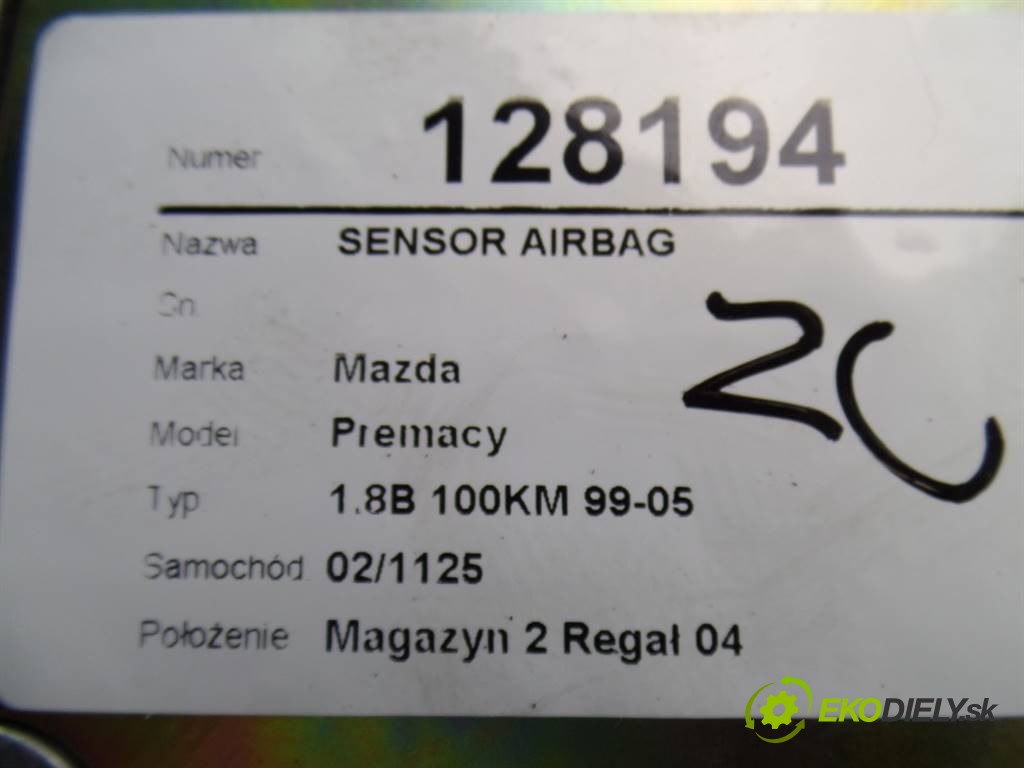 Numer 128194
Nazwa SENSOR AIRBAG
Sn
Marka Mazda
Model Premacy
Typ 1.8B 100KM 99-05
Samochód 02/1125
Położenie Magazyn 2 Regał 04
EKODIELY.sk